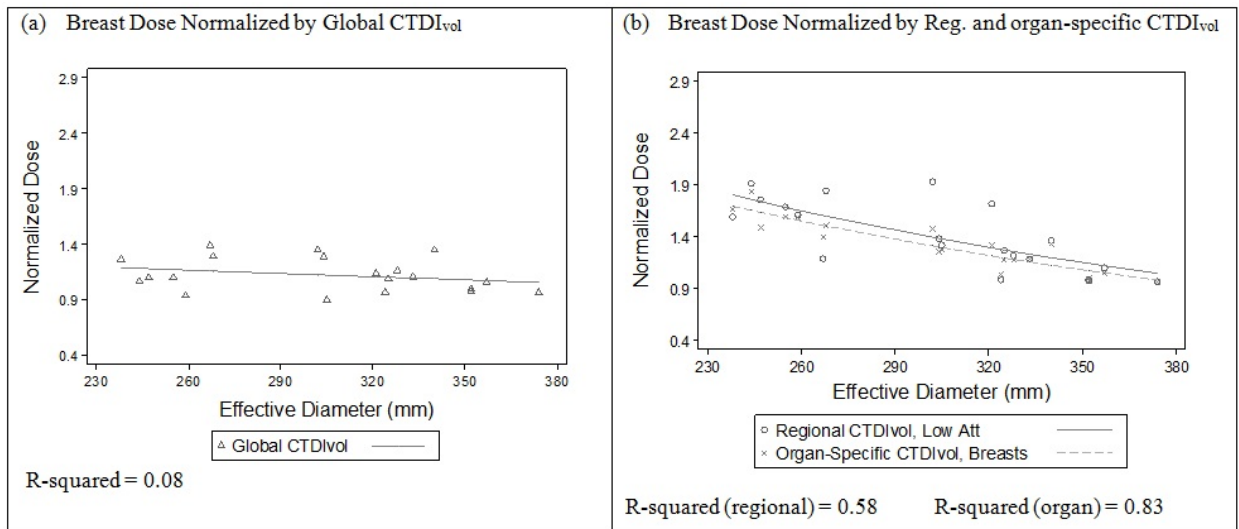 (a) Breast Dose Normalized by Global CTDIvol
2.9
2.4
1.9
1.4
0.9
0.4
Normalized Dose
230 260 290 320 350 380
Effective Diameter (mm)
Global CTDIvol
R-squared = 0.08
(b) Breast Dose Normalized by Reg. and organ-specific CTDIvol
2.9
2.4
1.9
1.4
0.9
0.4
Normalized Dose
230 260 290 320 350 380
Effective Diameter (mm)
Regional CTDIvol, Low Att
Organ-Specific CTDIvol, Breasts
R-squared (regional) = 0.58 R-squared (organ) = 0.83